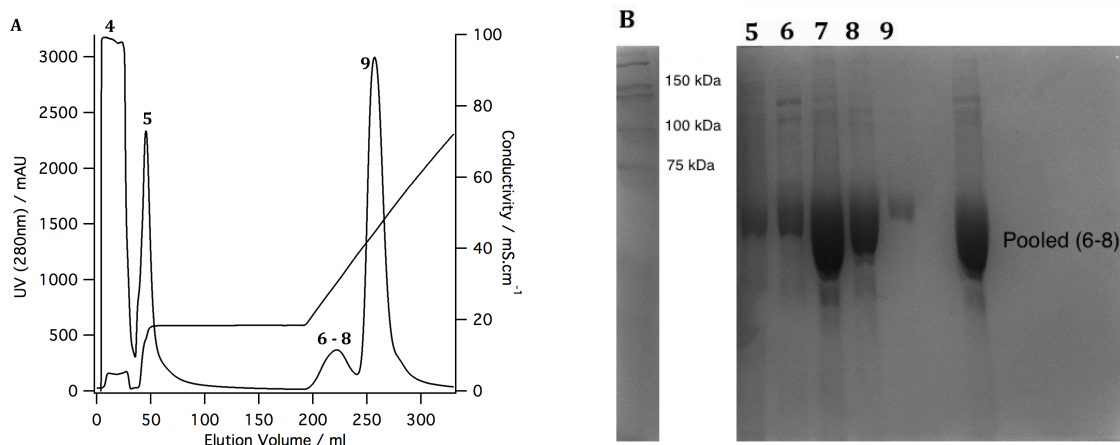 A
4
5
9
6 - 8
3000
2500
2000
1500
1000
500
0
UV (280nm) / mAU
100
80
60
40
20
0
Conductivity / mS.cm⁻¹
0 50 100 150 200 250 300
Elution Volume / ml
B
5 6 7 8 9
150 kDa
100 kDa
75 kDa
Pooled (6-8)